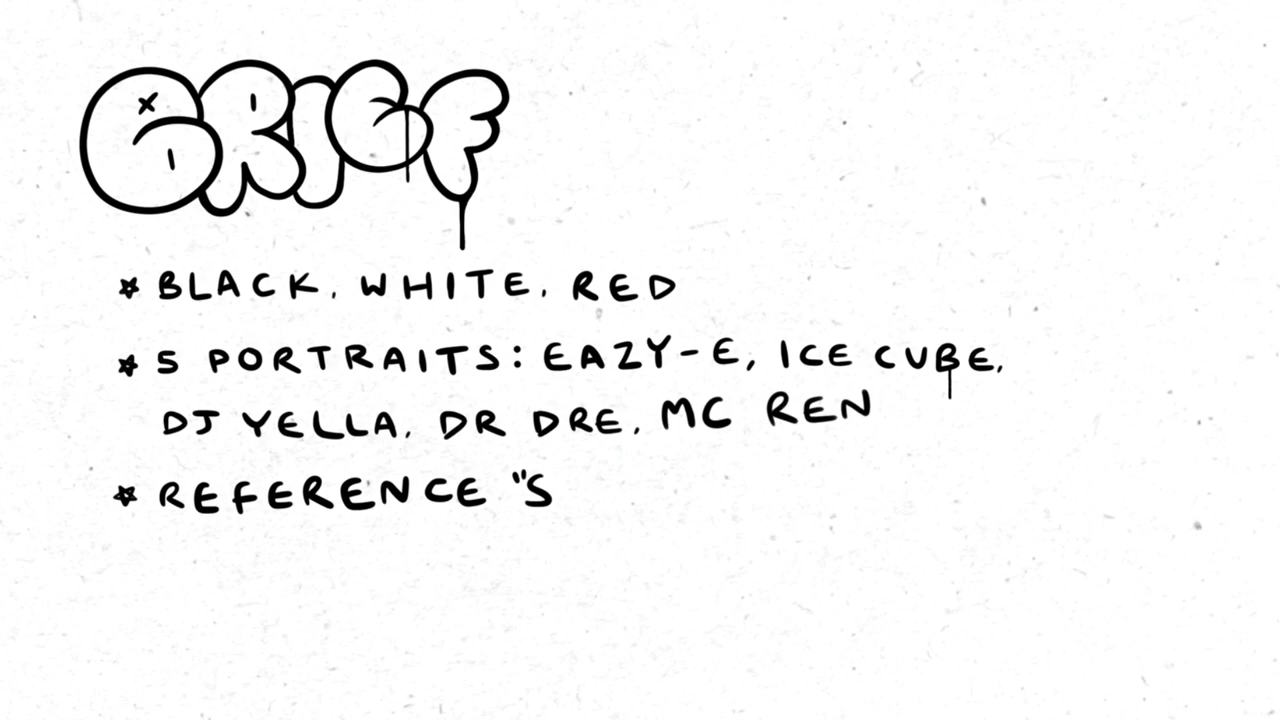 BRIEF
* BLACK, WHITE, RED
* 5 PORTRAITS: EAZY-E, ICE CUBE,
DJ YELLA, DR DRE, MC REN
* REFERENCE "S